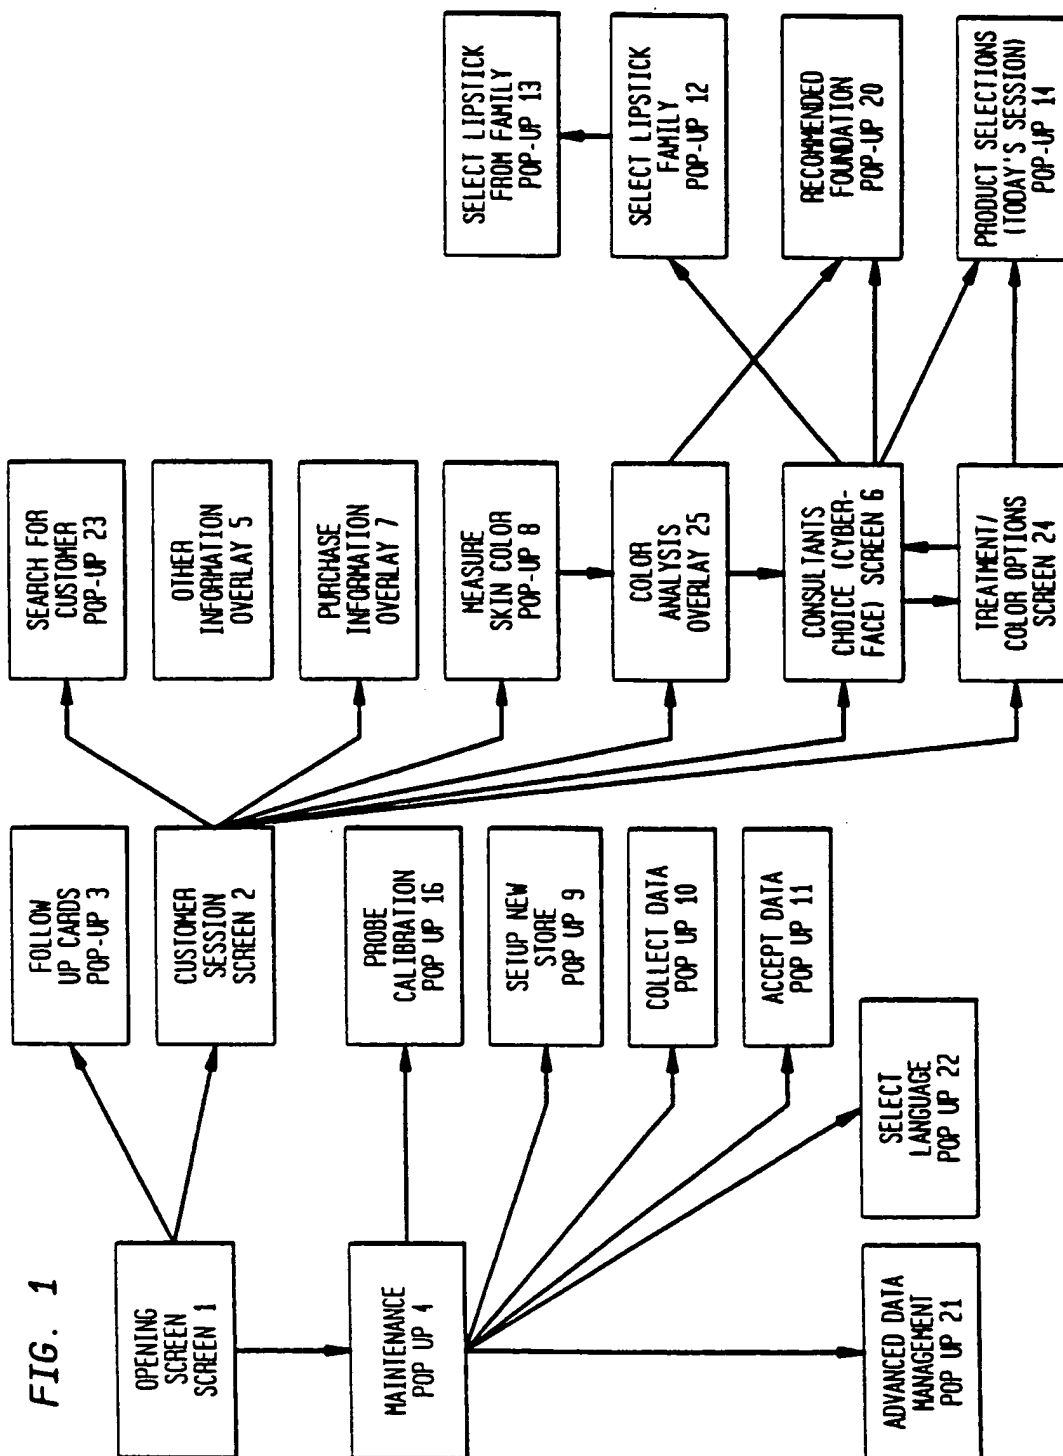 FIG. 1
OPENING
SCREEN
SCREEN 1
MAINTENANCE
POP UP 4
ADVANCED DATA
MANAGEMENT
POP UP 21
FOLLOW
UP CARDS
POP-UP 3
CUSTOMER
SESSION
SCREEN 2
PROBE
CALIBRATION
POP UP 16
SETUP NEW
STORE
POP UP 9
COLLECT DATA
POP UP 10
ACCEPT DATA
POP UP 11
SELECT
LANGUAGE
POP UP 22
SEARCH FOR
CUSTOMER
POP-UP 23
OTHER
INFORMATION
OVERLAY 5
PURCHASE
INFORMATION
OVERLAY 7
MEASURE
SKIN COLOR
POP-UP 8
COLOR
ANALYSIS
OVERLAY 25
CONSULTANTS
CHOICE (CYBER-
FACE) SCREEN 6
TREATMENT/
COLOR OPTIONS
SCREEN 24
SELECT LIPSTICK
FROM FAMILY
POP-UP 13
SELECT LIPSTICK
FAMILY
POP-UP 12
RECOMMENDED
FOUNDATION
POP-UP 20
PRODUCT SELECTIONS
(TODAY'S SESSION)
POP-UP 14